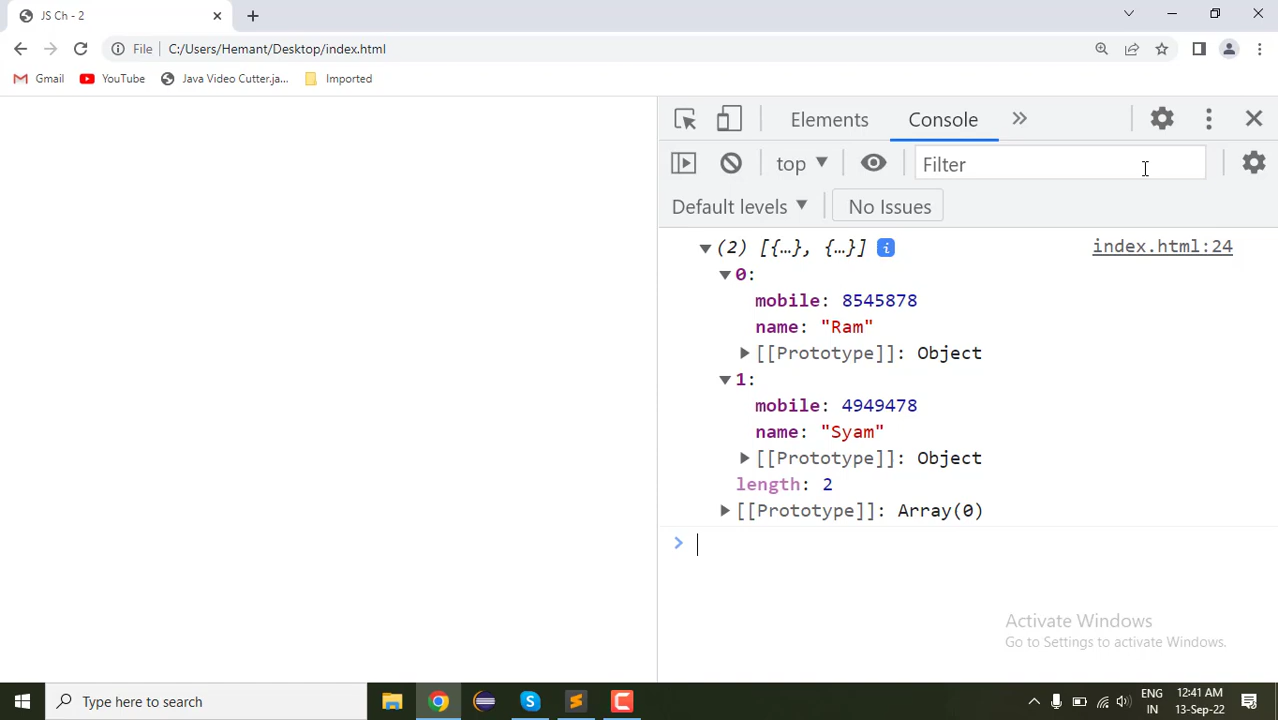 JS Ch - 2
File C:/Users/Hemant/Desktop/index.html
Gmail YouTube Java Video Cutter.ja... Imported
Elements Console
top Filter
Default levels No Issues
(2) [{…}, {…}] i index.html:24
0:
mobile: 8545878
name: "Ram"
[[Prototype]]: Object
1:
mobile: 4949478
name: "Syam"
[[Prototype]]: Object
length: 2
[[Prototype]]: Array(0)
Activate Windows
Go to Settings to activate Windows.
Type here to search
ENG
IN
12:41 AM
13-Sep-22